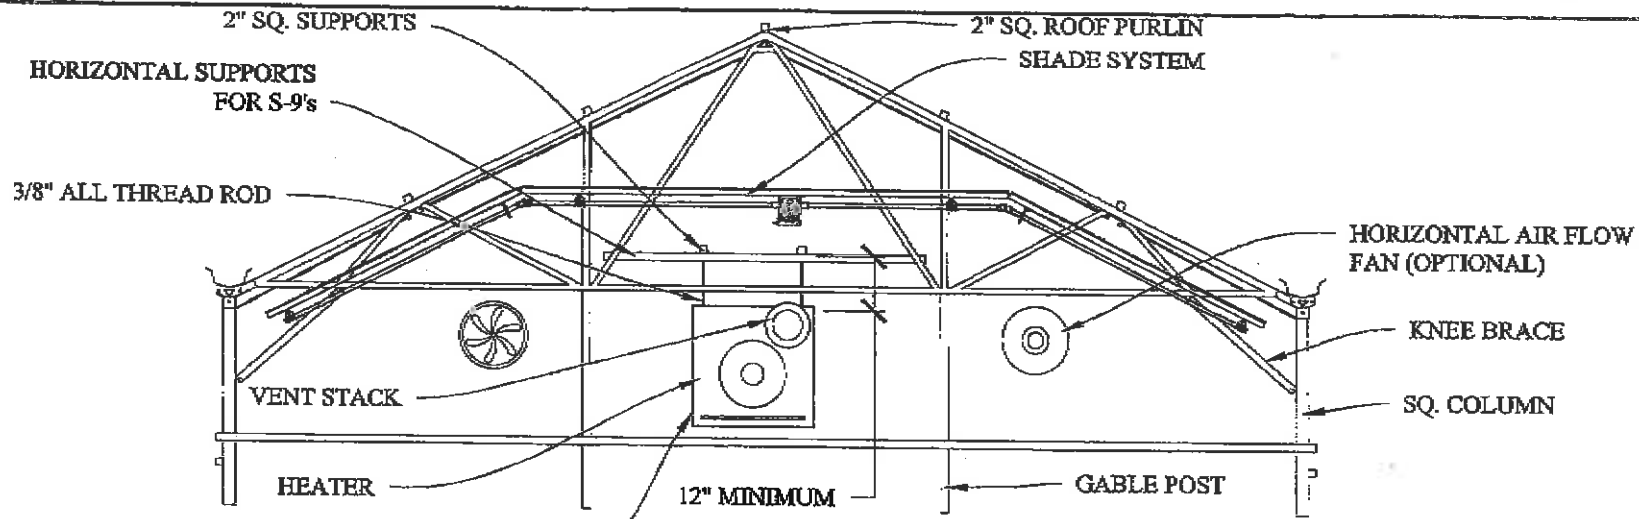 2" SQ. SUPPORTS
2" SQ. ROOF PURLIN
HORIZONTAL SUPPORTS
FOR S-9's
SHADE SYSTEM
3/8" ALL THREAD ROD
HORIZONTAL AIR FLOW
FAN (OPTIONAL)
KNEE BRACE
VENT STACK
SQ. COLUMN
HEATER
12" MINIMUM
GABLE POST